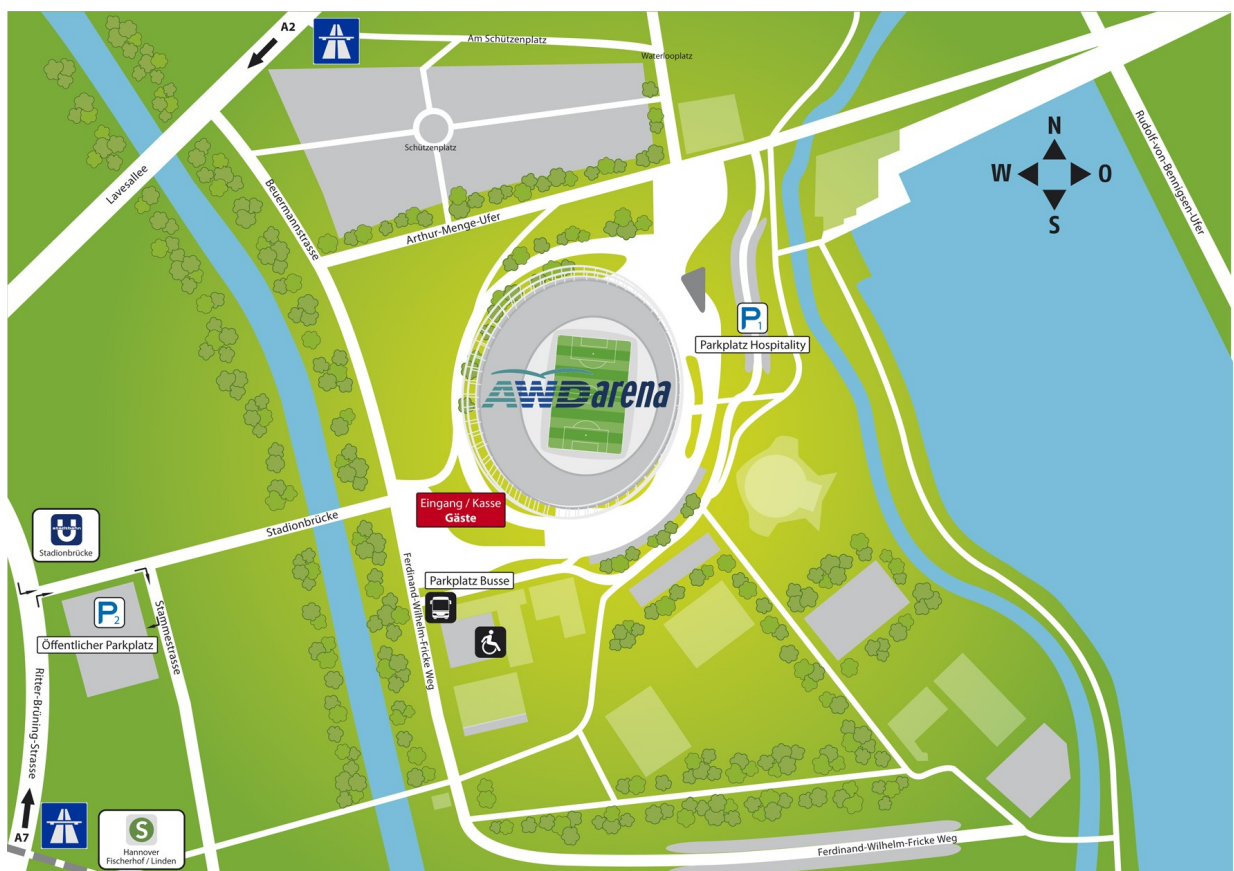 A2
Am Schützenplatz
Waterlooplatz
Schützenplatz
Lavesallee
Beuermannstrasse
Arthur-Menge-Ufer
Rudolf-von-Bennigsen-Ufer
N
W
O
S
P1
Parkplatz Hospitality
AWDarena
Eingang / Kasse
Gäste
Stadionbrücke
stadtbahn
U
Stadionbrücke
Parkplatz Busse
Ferdinand-Wilhelm-Fricke Weg
P2
Öffentlicher Parkplatz
Stammestrasse
Ritter-Brüning-Strasse
A7
S
Hannover
Fischerhof / Linden
Ferdinand-Wilhelm-Fricke Weg